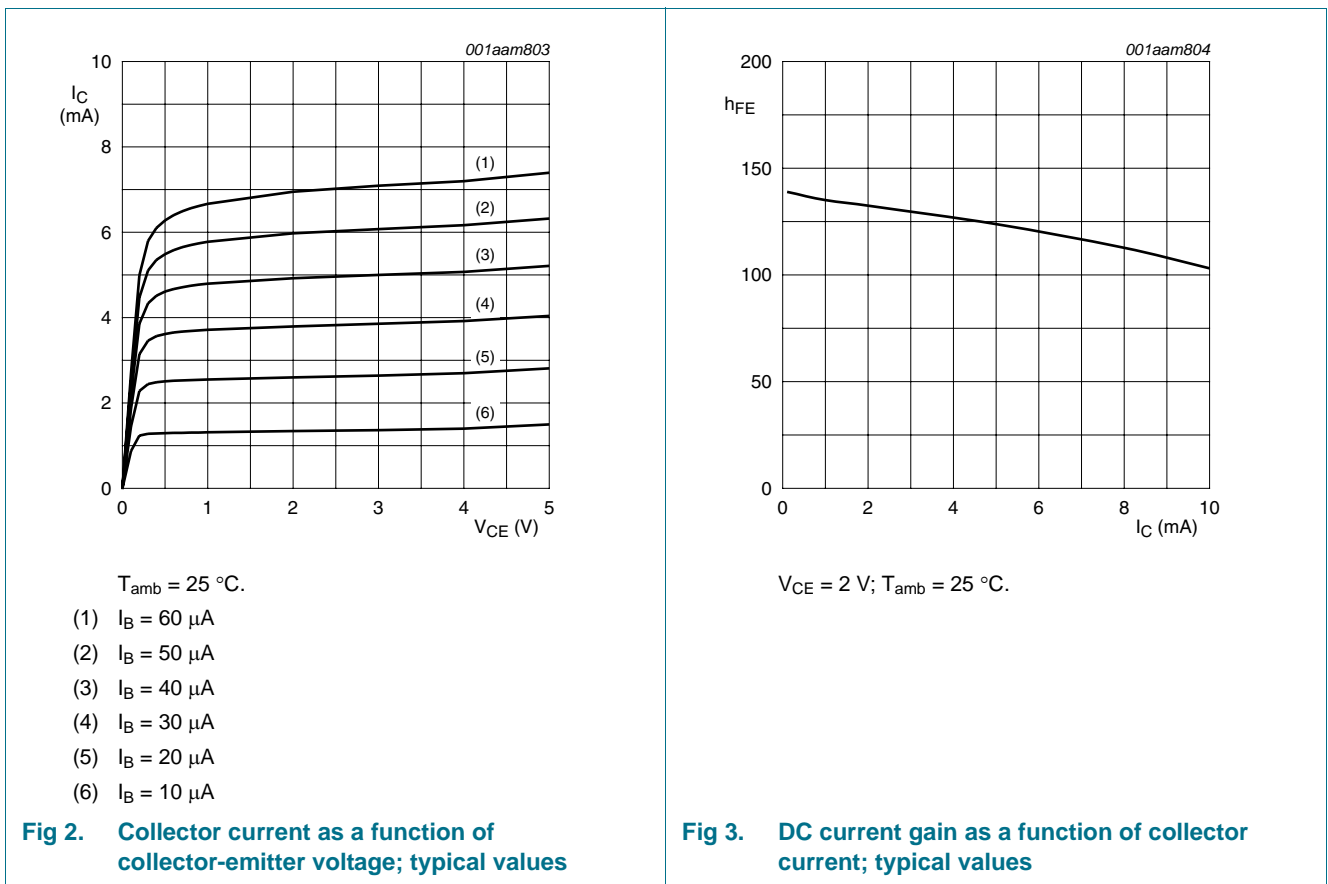 001aam803
10
I_C
(mA)
8
6
4
2
0
(1)
(2)
(3)
(4)
(5)
(6)
0 1 2 3 4 5
V_CE (V)
T_amb = 25 °C.
(1) I_B = 60 μA
(2) I_B = 50 μA
(3) I_B = 40 μA
(4) I_B = 30 μA
(5) I_B = 20 μA
(6) I_B = 10 μA
Fig 2. Collector current as a function of
collector-emitter voltage; typical values
001aam804
200
h_FE
150
100
50
0
0 2 4 6 8 10
I_C (mA)
V_CE = 2 V; T_amb = 25 °C.
Fig 3. DC current gain as a function of collector
current; typical values